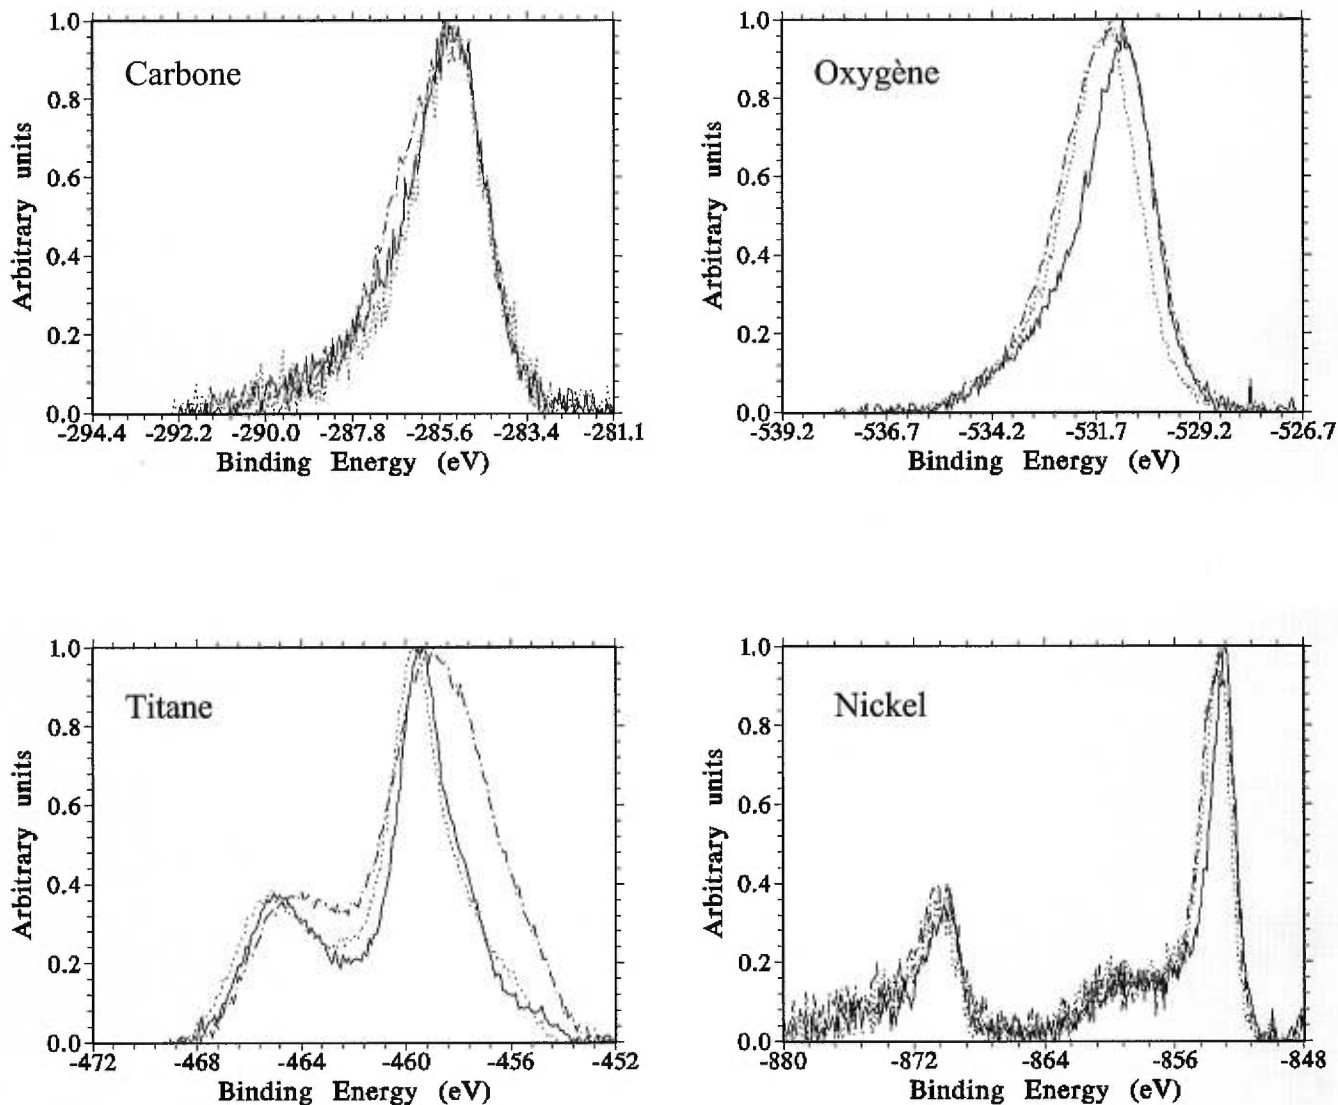 Carbone
Arbitrary units
1.0
0.8
0.6
0.4
0.2
0.0
-294.4 -292.2 -290.0 -287.8 -285.6 -283.4 -281.1
Binding Energy (eV)
Oxygène
Arbitrary units
1.0
0.8
0.6
0.4
0.2
0.0
-539.2 -536.7 -534.2 -531.7 -529.2 -526.7
Binding Energy (eV)
Titane
Arbitrary units
1.0
0.8
0.6
0.4
0.2
0.0
-472 -468 -464 -460 -456 -452
Binding Energy (eV)
Nickel
Arbitrary units
1.0
0.8
0.6
0.4
0.2
0.0
-880 -872 -864 -856 -848
Binding Energy (eV)